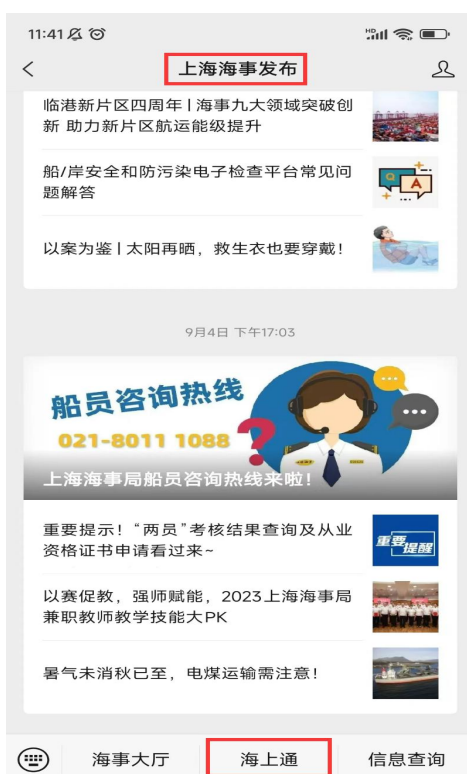 11:41
HD
上海海事发布
临港新片区四周年|海事九大领域突破创
新 助力新片区航运能级提升
船/岸安全和防污染电子检查平台常见问
题解答
Q
A
以案为鉴|太阳再晒，救生衣也要穿戴！
9月4日 下午17:03
船员咨询热线
021-8011 1088
?
上海海事局船员咨询热线来啦！
重要提示！“两员”考核结果查询及从业
资格证书申请看过来~
重要
提醒
以赛促教，强师赋能，2023上海海事局
兼职教师教学技能大PK
暑气未消秋已至，电煤运输需注意！
海事大厅
海上通
信息查询